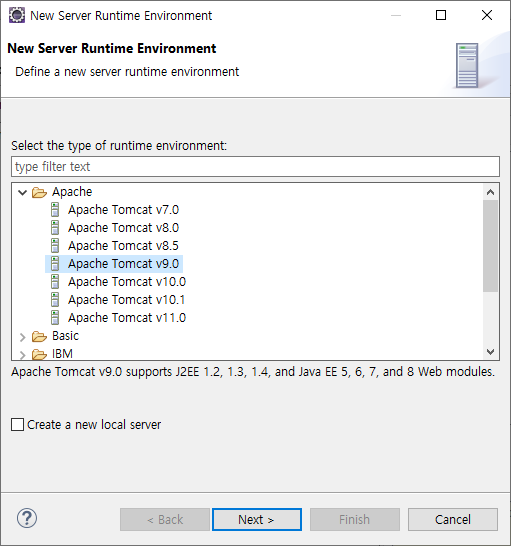 New Server Runtime Environment
New Server Runtime Environment
Define a new server runtime environment
Select the type of runtime environment:
type filter text
Apache
Apache Tomcat v7.0
Apache Tomcat v8.0
Apache Tomcat v8.5
Apache Tomcat v9.0
Apache Tomcat v10.0
Apache Tomcat v10.1
Apache Tomcat v11.0
Basic
IBM
Apache Tomcat v9.0 supports J2EE 1.2, 1.3, 1.4, and Java EE 5, 6, 7, and 8 Web modules.
Create a new local server
? < Back Next > Finish Cancel